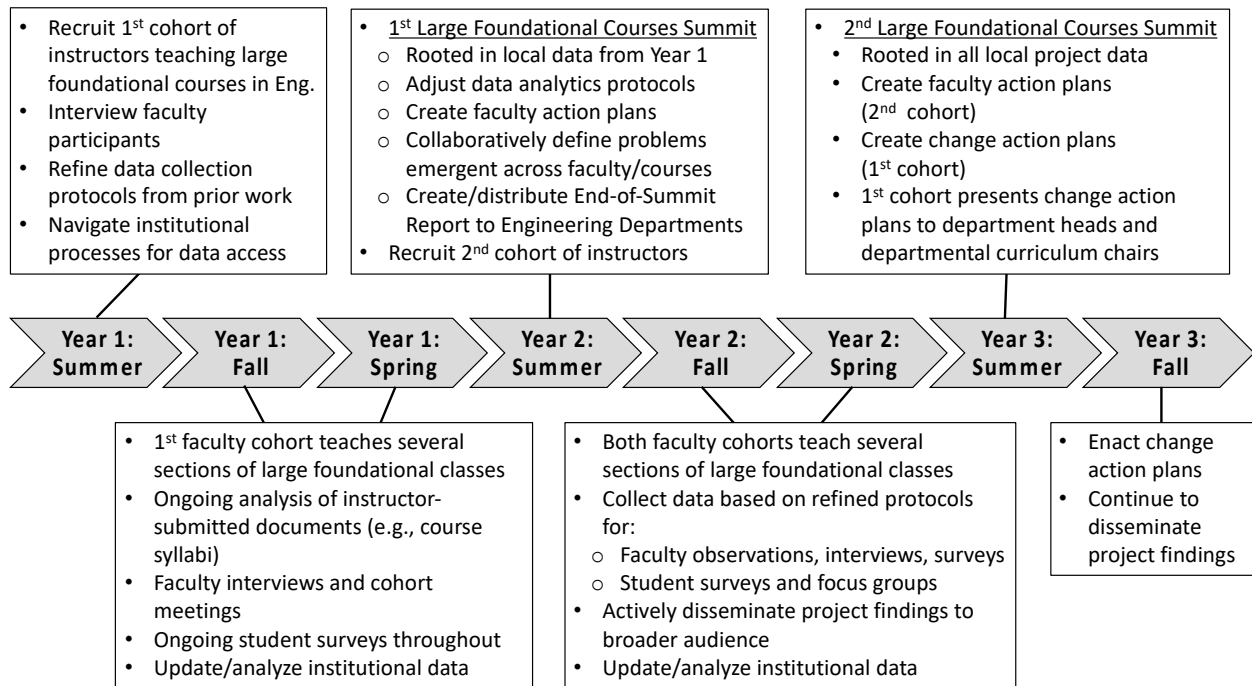 • Recruit 1st cohort of
instructors teaching large
foundational courses in Eng.
• Interview faculty
participants
• Refine data collection
protocols from prior work
• Navigate institutional
processes for data access
1st Large Foundational Courses Summit
o Rooted in local data from Year 1
o Adjust data analytics protocols
o Create faculty action plans
o Collaboratively define problems
emergent across faculty/courses
o Create/distribute End-of-Summit
Report to Engineering Departments
• Recruit 2nd cohort of instructors
2nd Large Foundational Courses Summit
• Rooted in all local project data
• Create faculty action plans
(2nd cohort)
• Create change action plans
(1st cohort)
• 1st cohort presents change action
plans to department heads and
departmental curriculum chairs
Year 1:
Summer
Year 1:
Fall
Year 1:
Spring
Year 2:
Summer
Year 2:
Fall
Year 2:
Spring
Year 3:
Summer
Year 3:
Fall
• 1st faculty cohort teaches several
sections of large foundational classes
• Ongoing analysis of instructor-
submitted documents (e.g., course
syllabi)
• Faculty interviews and cohort
meetings
• Ongoing student surveys throughout
• Update/analyze institutional data
• Both faculty cohorts teach several
sections of large foundational classes
• Collect data based on refined protocols
for:
o Faculty observations, interviews, surveys
o Student surveys and focus groups
• Actively disseminate project findings to
broader audience
• Update/analyze institutional data
• Enact change
action plans
• Continue to
disseminate
project findings